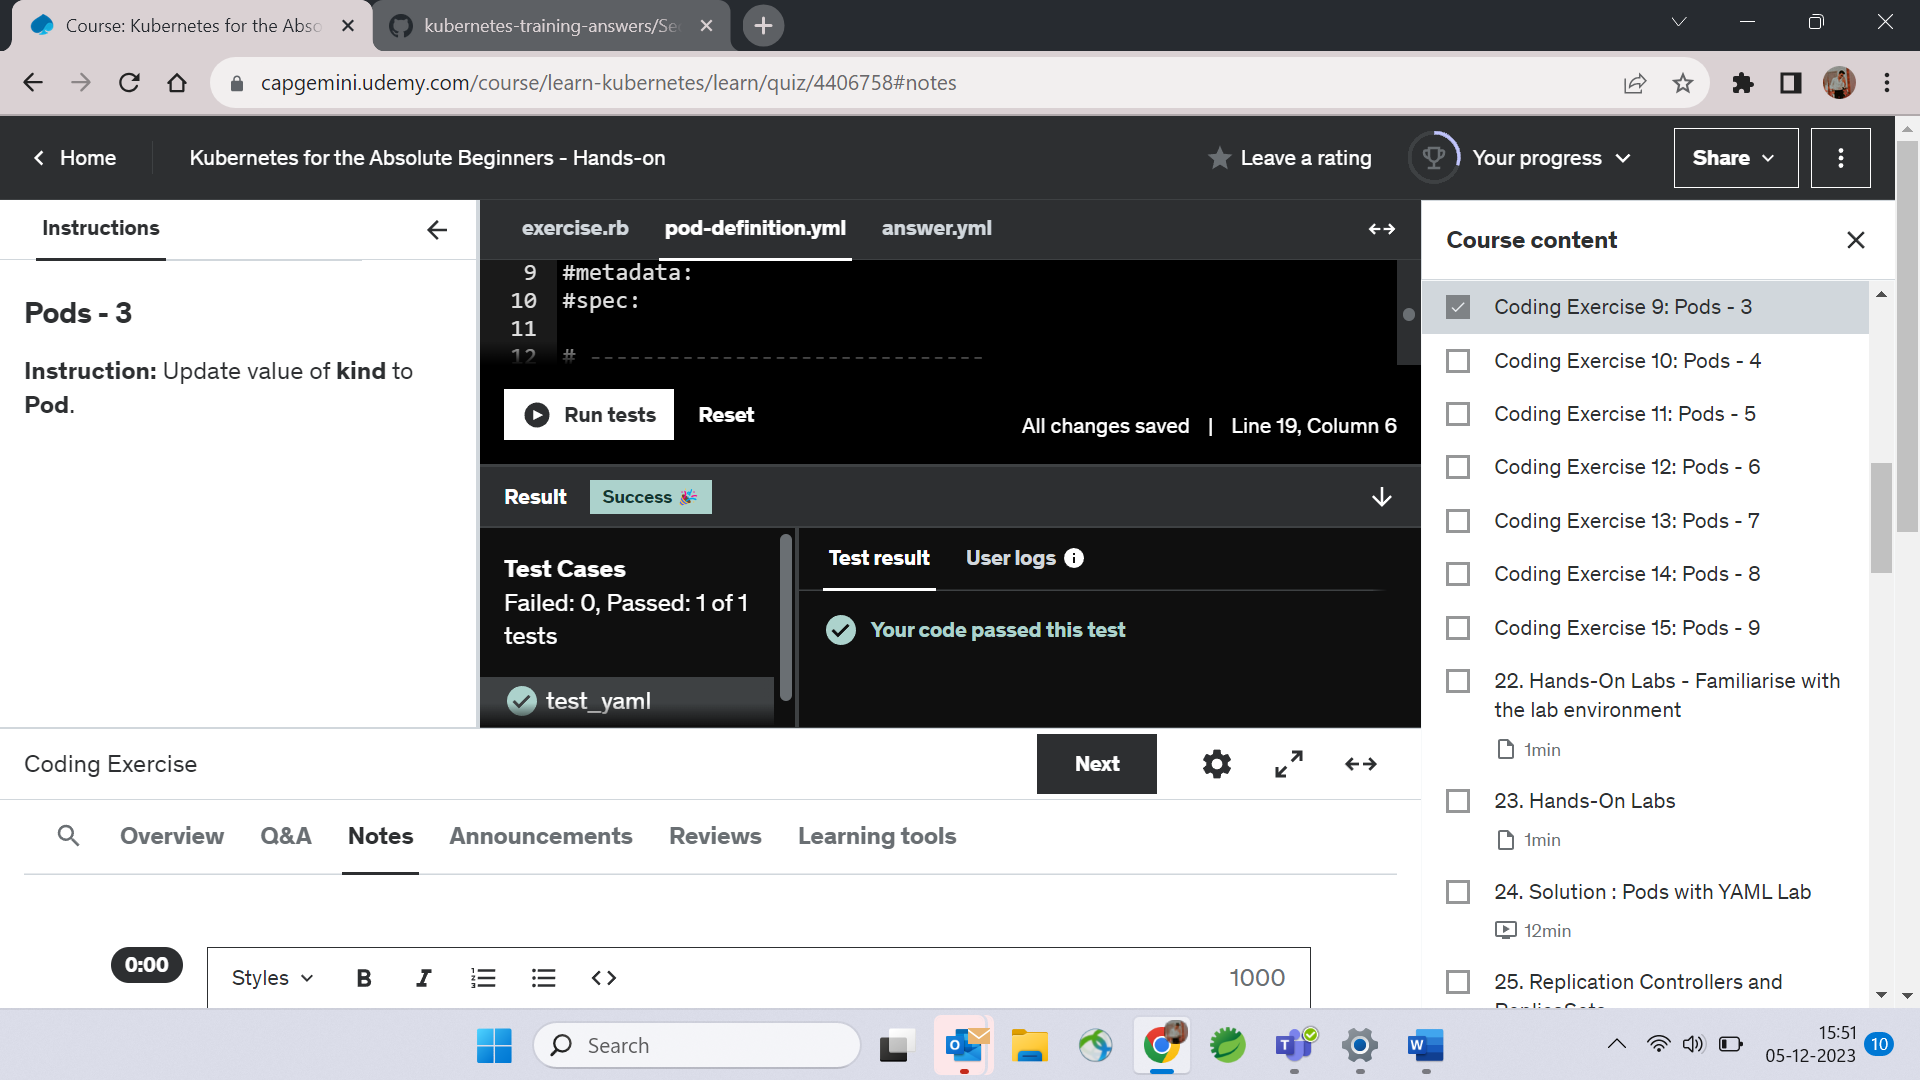 Course: Kubernetes for the Abso
kubernetes-training-answers/Se
capgemini.udemy.com/course/learn-kubernetes/learn/quiz/4406758#notes
Home
Kubernetes for the Absolute Beginners - Hands-on
Leave a rating
Your progress
Share
Instructions
exercise.rb
pod-definition.yml
answer.yml
Course content
9 #metadata:
10 #spec:
11
12 # ------------------------------
Pods - 3
Instruction: Update value of kind to
Pod.
Run tests
Reset
All changes saved | Line 19, Column 6
Result
Success
Test Cases
Failed: 0, Passed: 1 of 1
tests
test_yaml
Test result
User logs
Your code passed this test
Coding Exercise 9: Pods - 3
Coding Exercise 10: Pods - 4
Coding Exercise 11: Pods - 5
Coding Exercise 12: Pods - 6
Coding Exercise 13: Pods - 7
Coding Exercise 14: Pods - 8
Coding Exercise 15: Pods - 9
22. Hands-On Labs - Familiarise with
the lab environment
1min
23. Hands-On Labs
1min
24. Solution : Pods with YAML Lab
12min
25. Replication Controllers and
ReplicaSets
Coding Exercise
Next
Overview
Q&A
Notes
Announcements
Reviews
Learning tools
0:00
Styles
B
I
1000
Search
15:51
05-12-2023
10